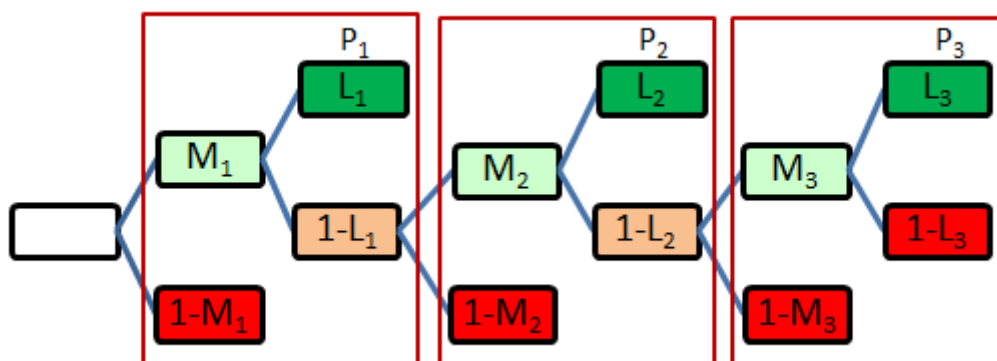 P₁ P₂ P₃
L₁ L₂ L₃
M₁ M₂ M₃
1-L₁ 1-L₂ 1-L₃
1-M₁ 1-M₂ 1-M₃